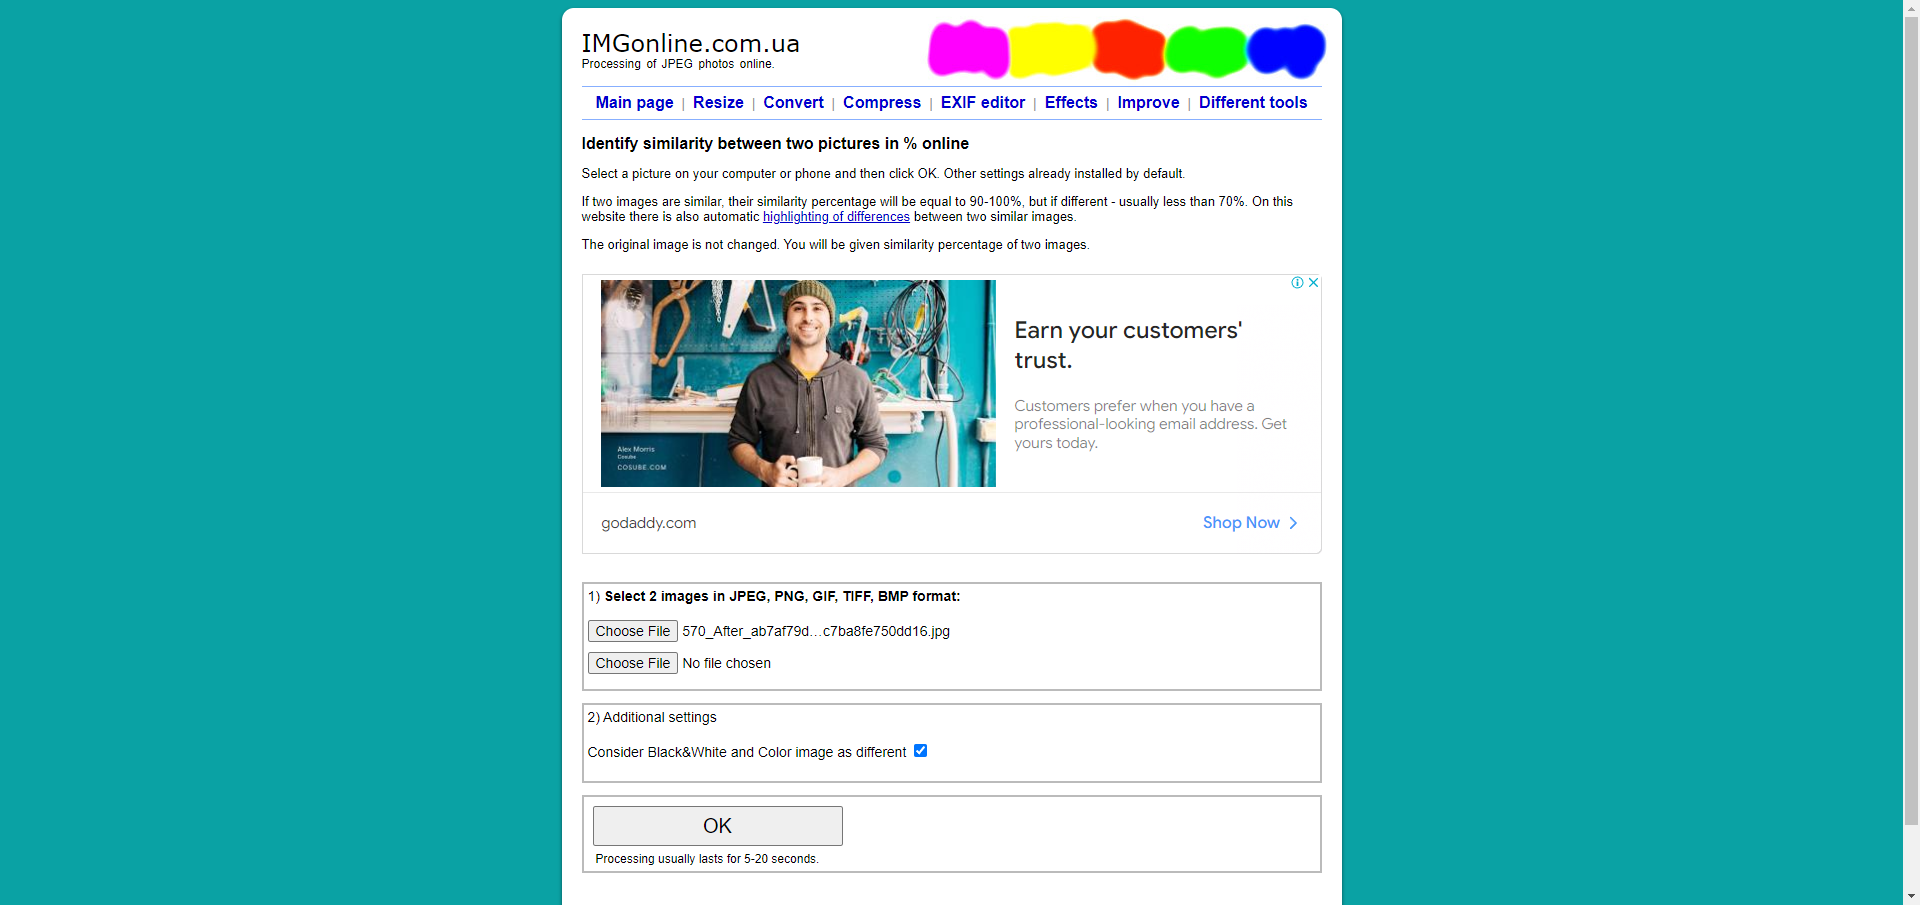 IMGonline.com.ua
Processing of JPEG photos online.
Main page | Resize | Convert | Compress | EXIF editor | Effects | Improve | Different tools
Identify similarity between two pictures in % online
Select a picture on your computer or phone and then click OK. Other settings already installed by default.
If two images are similar, their similarity percentage will be equal to 90-100%, but if different - usually less than 70%. On this
website there is also automatic highlighting of differences between two similar images.
The original image is not changed. You will be given similarity percentage of two images.
Alex Morris
Cosube
COSUBE.COM
Earn your customers'
trust.
Customers prefer when you have a
professional-looking email address. Get
yours today.
godaddy.com
Shop Now
1) Select 2 images in JPEG, PNG, GIF, TIFF, BMP format:
Choose File 570_After_ab7af79d...c7ba8fe750dd16.jpg
Choose File No file chosen
2) Additional settings
Consider Black&White and Color image as different
OK
Processing usually lasts for 5-20 seconds.